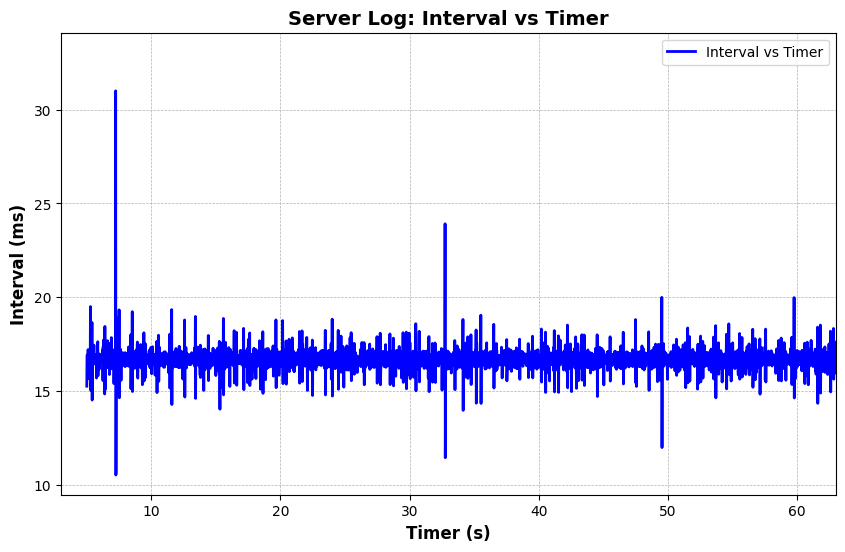 Server Log: Interval vs Timer
Interval vs Timer
Interval (ms)
30
25
20
15
10
10 20 30 40 50 60
Timer (s)